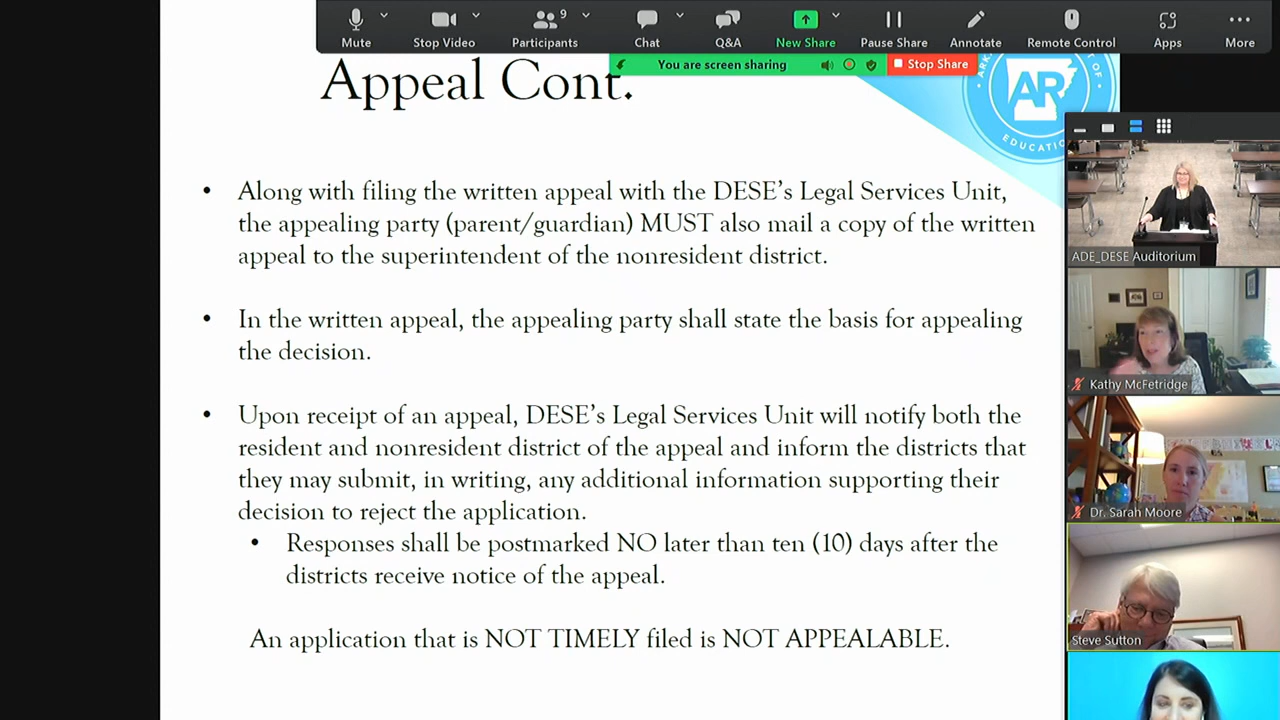 9
Mute
Stop Video
Participants
Chat
Q&A
New Share
Pause Share
Annotate
Remote Control
Apps
More
You are screen sharing
Stop Share
Appeal Cont.
AR
EDUCATIO
• Along with filing the written appeal with the DESE’s Legal Services Unit,
the appealing party (parent/guardian) MUST also mail a copy of the written
appeal to the superintendent of the nonresident district.
• In the written appeal, the appealing party shall state the basis for appealing
the decision.
• Upon receipt of an appeal, DESE’s Legal Services Unit will notify both the
resident and nonresident district of the appeal and inform the districts that
they may submit, in writing, any additional information supporting their
decision to reject the application.
• Responses shall be postmarked NO later than ten (10) days after the
districts receive notice of the appeal.
An application that is NOT TIMELY filed is NOT APPEALABLE.
ADE_DESE Auditorium
Kathy McFetridge
Dr. Sarah Moore
Steve Sutton